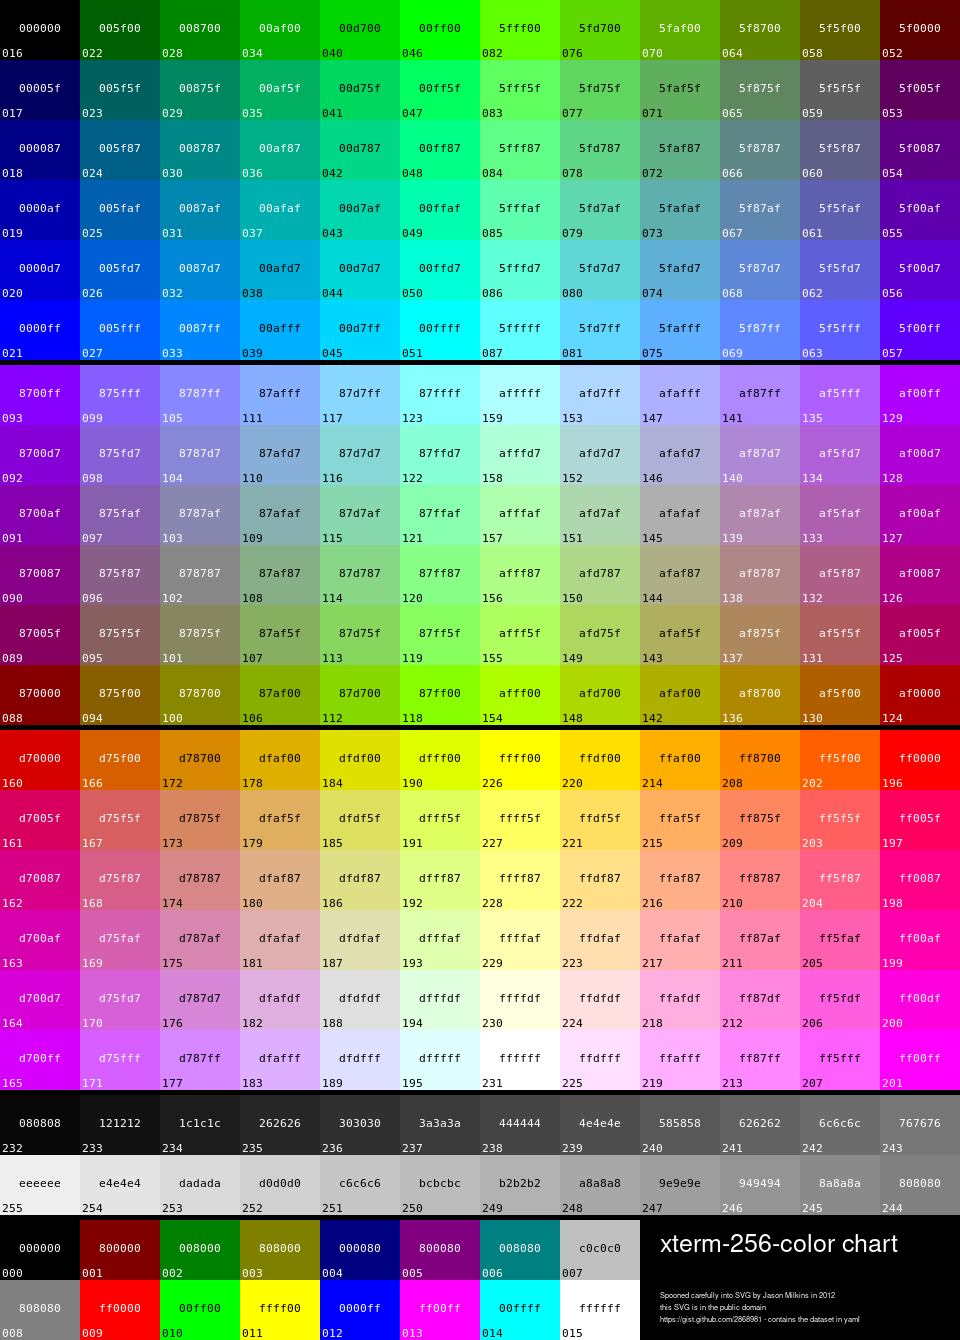 000000 005f00 008700 00af00 00d700 00ff00 5fff00 5fd700 5faf00 5f8700 5f5f00 5f0000
016 022 028 034 040 046 082 076 070 064 058 052
00005f 005f5f 00875f 00af5f 00d75f 00ff5f 5fff5f 5fd75f 5faf5f 5f875f 5f5f5f 5f005f
017 023 029 035 041 047 083 077 071 065 059 053
000087 005f87 008787 00af87 00d787 00ff87 5fff87 5fd787 5faf87 5f8787 5f5f87 5f0087
018 024 030 036 042 048 084 078 072 066 060 054
0000af 005faf 0087af 00afaf 00d7af 00ffaf 5fffaf 5fd7af 5fafaf 5f87af 5f5faf 5f00af
019 025 031 037 043 049 085 079 073 067 061 055
0000d7 005fd7 0087d7 00afd7 00d7d7 00ffd7 5fffd7 5fd7d7 5fafd7 5f87d7 5f5fd7 5f00d7
020 026 032 038 044 050 086 080 074 068 062 056
0000ff 005fff 0087ff 00afff 00d7ff 00ffff 5fffff 5fd7ff 5fafff 5f87ff 5f5fff 5f00ff
021 027 033 039 045 051 087 081 075 069 063 057
8700ff 875fff 8787ff 87afff 87d7ff 87ffff afffff afd7ff afafff af87ff af5fff af00ff
093 099 105 111 117 123 159 153 147 141 135 129
8700d7 875fd7 8787d7 87afd7 87d7d7 87ffd7 afffd7 afd7d7 afafd7 af87d7 af5fd7 af00d7
092 098 104 110 116 122 158 152 146 140 134 128
8700af 875faf 8787af 87afaf 87d7af 87ffaf afffaf afd7af afafaf af87af af5faf af00af
091 097 103 109 115 121 157 151 145 139 133 127
870087 875f87 878787 87af87 87d787 87ff87 afff87 afd787 afaf87 af8787 af5f87 af0087
090 096 102 108 114 120 156 150 144 138 132 126
87005f 875f5f 87875f 87af5f 87d75f 87ff5f afff5f afd75f afaf5f af875f af5f5f af005f
089 095 101 107 113 119 155 149 143 137 131 125
870000 875f00 878700 87af00 87d700 87ff00 afff00 afd700 afaf00 af8700 af5f00 af0000
088 094 100 106 112 118 154 148 142 136 130 124
d70000 d75f00 d78700 dfaf00 dfdf00 dfff00 ffff00 ffdf00 ffaf00 ff8700 ff5f00 ff0000
160 166 172 178 184 190 226 220 214 208 202 196
d7005f d75f5f d7875f dfaf5f dfdf5f dfff5f ffff5f ffdf5f ffaf5f ff875f ff5f5f ff005f
161 167 173 179 185 191 227 221 215 209 203 197
d70087 d75f87 d78787 dfaf87 dfdf87 dfff87 ffff87 ffdf87 ffaf87 ff8787 ff5f87 ff0087
162 168 174 180 186 192 228 222 216 210 204 198
d700af d75faf d787af dfafaf dfdfaf dfffaf ffffaf ffdfaf ffafaf ff87af ff5faf ff00af
163 169 175 181 187 193 229 223 217 211 205 199
d700d7 d75fd7 d787d7 dfafdf dfdfdf dfffdf ffffdf ffdfdf ffafdf ff87df ff5fdf ff00df
164 170 176 182 188 194 230 224 218 212 206 200
d700ff d75fff d787ff dfafff dfdfff dfffff ffffff ffdfff ffafff ff87ff ff5fff ff00ff
165 171 177 183 189 195 231 225 219 213 207 201
080808 121212 1c1c1c 262626 303030 3a3a3a 444444 4e4e4e 585858 626262 6c6c6c 767676
232 233 234 235 236 237 238 239 240 241 242 243
eeeeee e4e4e4 dadada d0d0d0 c6c6c6 bcbcbc b2b2b2 a8a8a8 9e9e9e 949494 8a8a8a 808080
255 254 253 252 251 250 249 248 247 246 245 244
000000 800000 008000 808000 000080 800080 008080 c0c0c0
000 001 002 003 004 005 006 007
808080 ff0000 00ff00 ffff00 0000ff ff00ff 00ffff ffffff
008 009 010 011 012 013 014 015
xterm-256-color chart
Spooned carefully into SVG by Jason Milkins in 2012
this SVG is in the public domain
https://gist.github.com/2868981 - contains the dataset in yaml